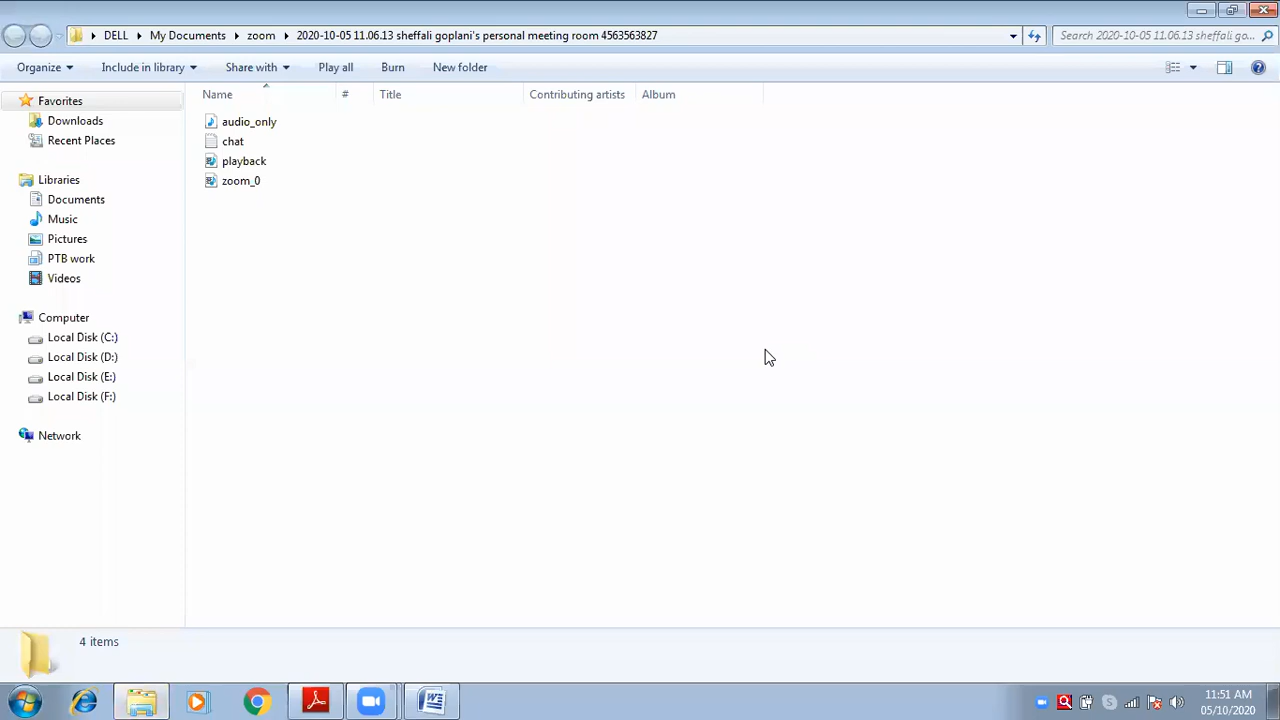 DELL My Documents zoom 2020-10-05 11.06.13 sheffali goplani's personal meeting room 4563563827 Search 2020-10-05 11.06.13 sheffali go...
Organize Include in library Share with Play all Burn New folder
Favorites
Downloads
Recent Places
Libraries
Documents
Music
Pictures
PTB work
Videos
Computer
Local Disk (C:)
Local Disk (D:)
Local Disk (E:)
Local Disk (F:)
Network
Name # Title Contributing artists Album
audio_only
chat
playback
zoom_0
4 items
11:51 AM
05/10/2020